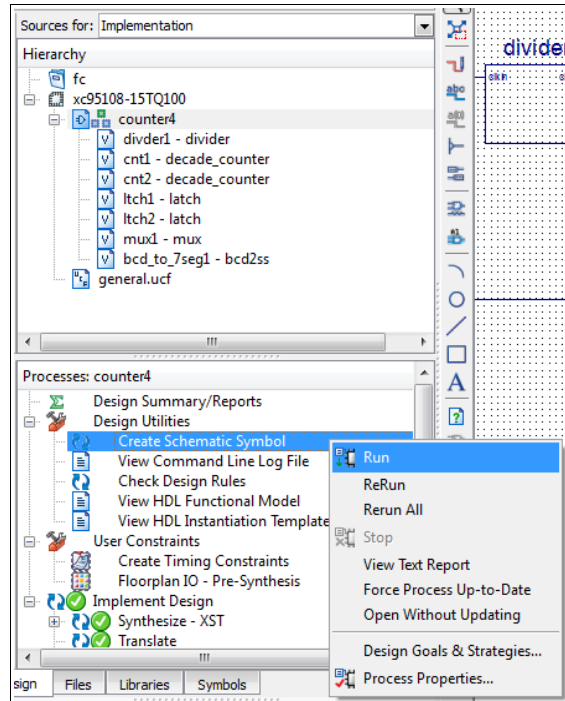 Sources for: Implementation
Hierarchy
fc
xc95108-15TQ100
counter4
divder1 - divider
cnt1 - decade_counter
cnt2 - decade_counter
ltch1 - latch
ltch2 - latch
mux1 - mux
bcd_to_7seg1 - bcd2ss
general.ucf
divider
clkin
abc
A
Processes: counter4
Design Summary/Reports
Design Utilities
Create Schematic Symbol
View Command Line Log File
Check Design Rules
View HDL Functional Model
View HDL Instantiation Template
User Constraints
Create Timing Constraints
Floorplan IO - Pre-Synthesis
Implement Design
Synthesize - XST
Translate
Run
ReRun
Rerun All
Stop
View Text Report
Force Process Up-to-Date
Open Without Updating
Design Goals & Strategies...
Process Properties...
sign
Files
Libraries
Symbols